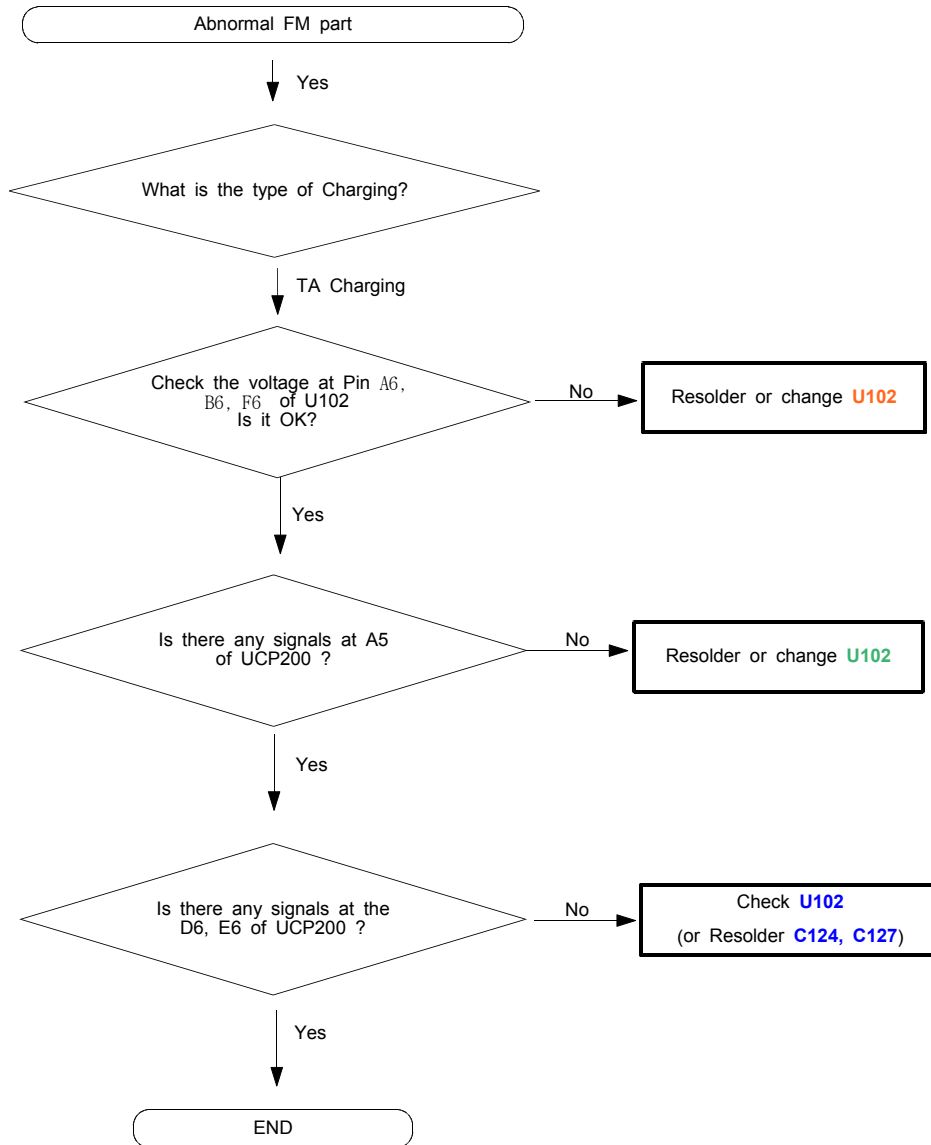 Abnormal FM part
Yes
What is the type of Charging?
TA Charging
Check the voltage at Pin A6,
B6, F6 of U102
Is it OK?
No
Resolder or change U102
Yes
Is there any signals at A5
of UCP200 ?
No
Resolder or change U102
Yes
Is there any signals at the
D6, E6 of UCP200 ?
No
Check U102
(or Resolder C124, C127)
Yes
END